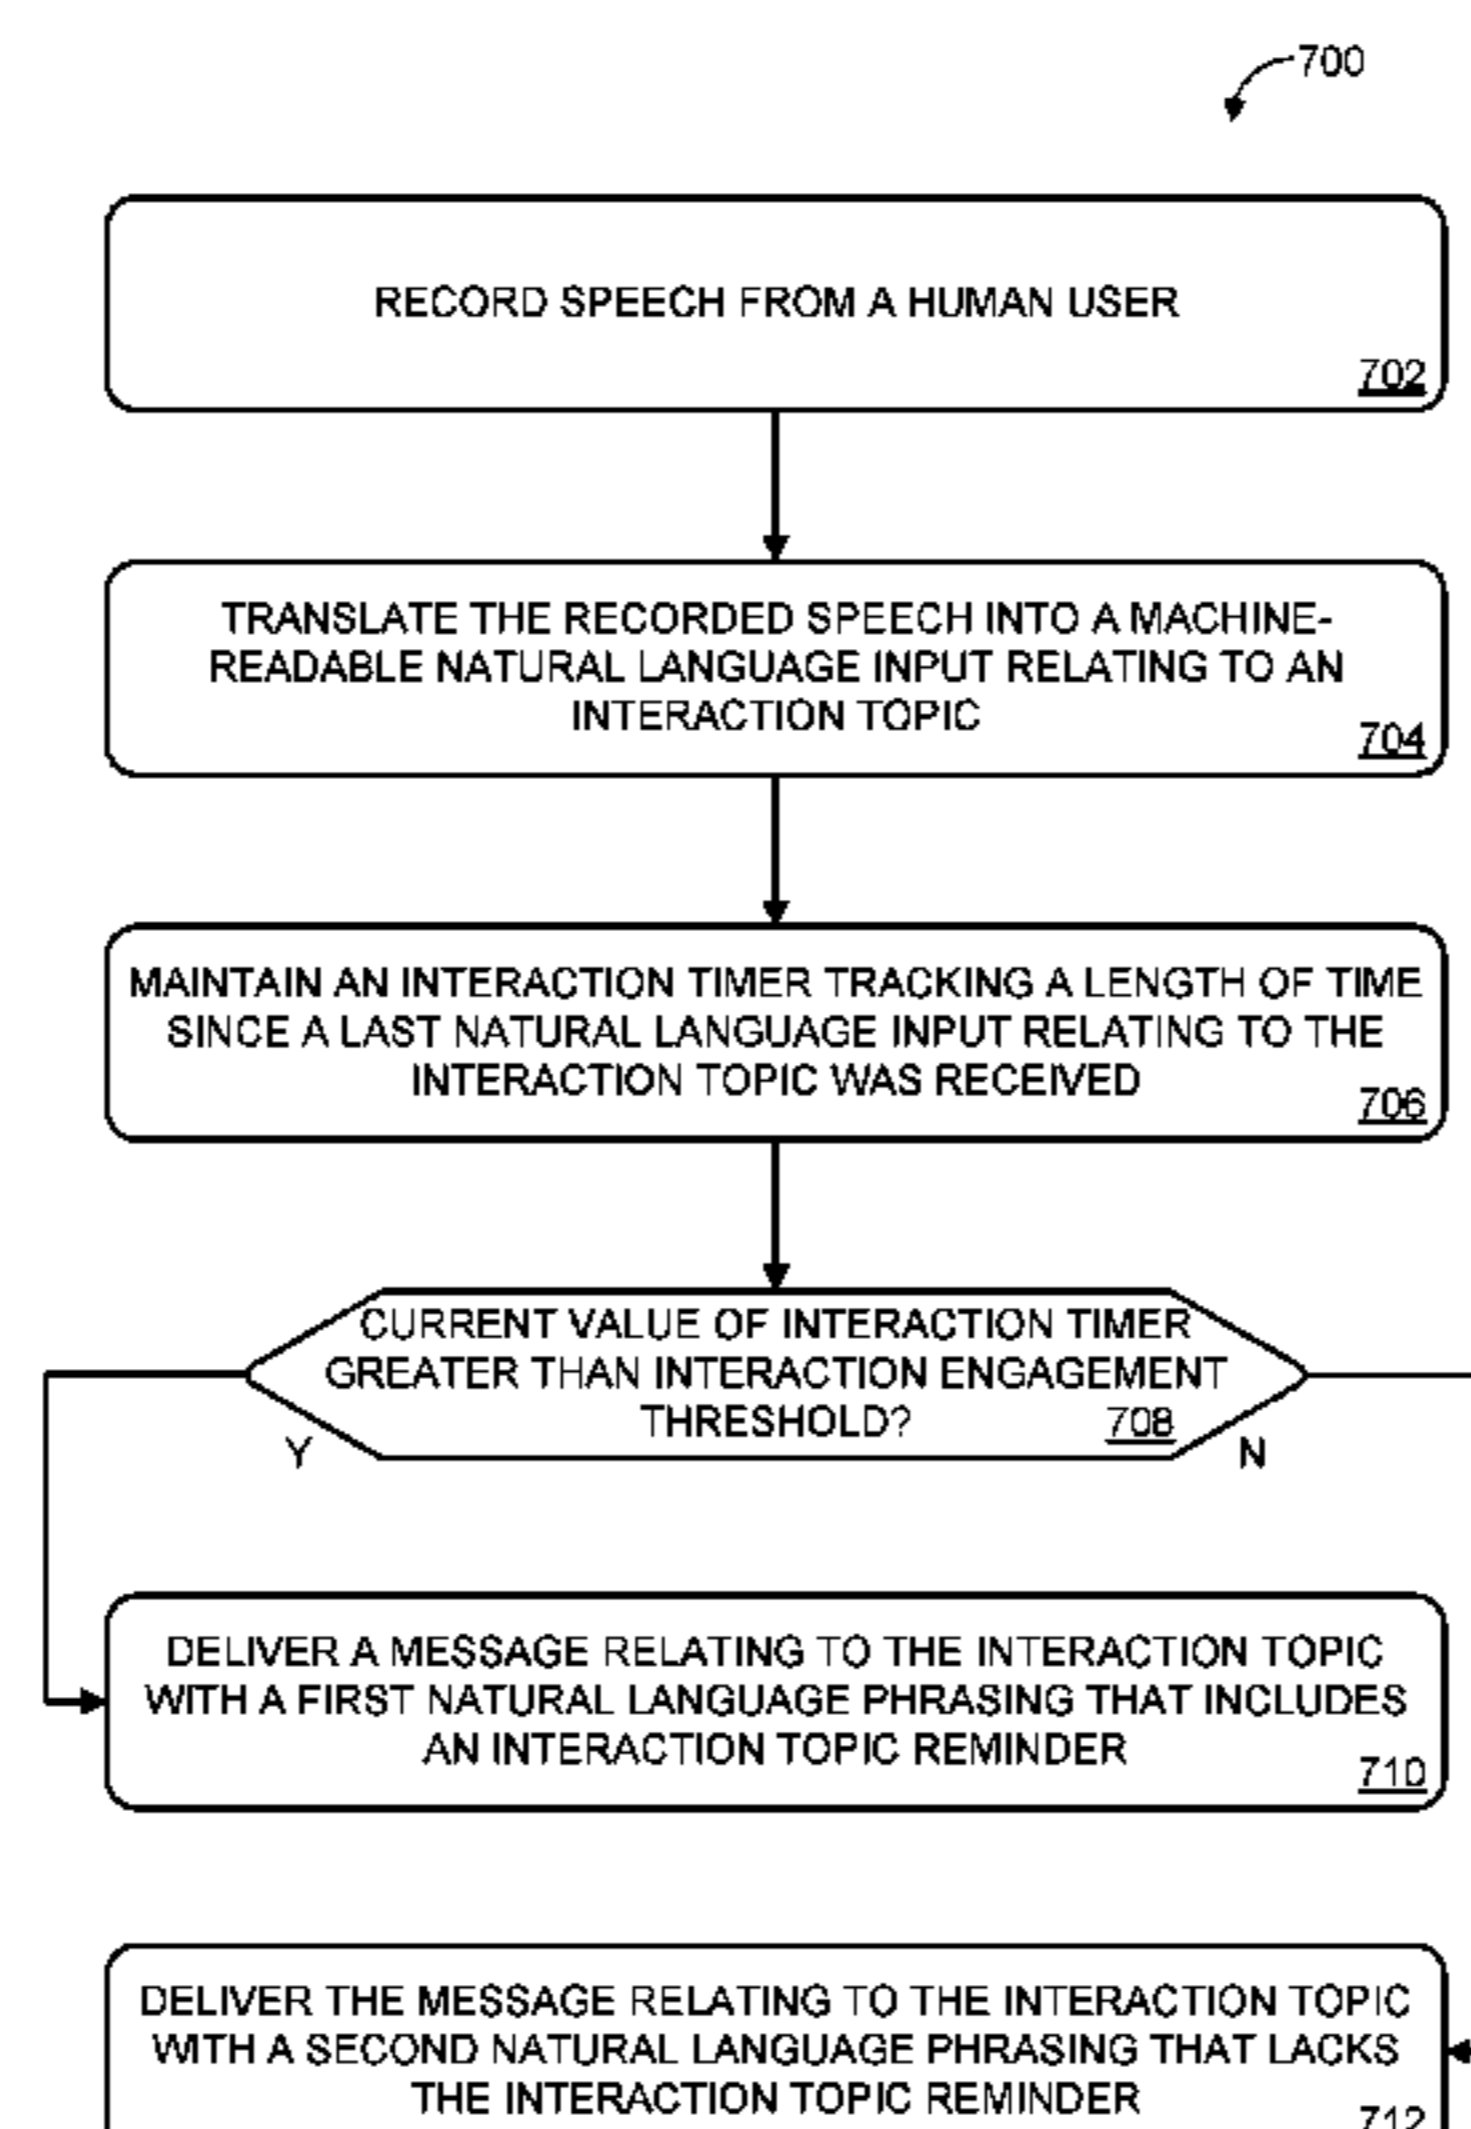 700
RECORD SPEECH FROM A HUMAN USER
702
TRANSLATE THE RECORDED SPEECH INTO A MACHINE-
READABLE NATURAL LANGUAGE INPUT RELATING TO AN
INTERACTION TOPIC
704
MAINTAIN AN INTERACTION TIMER TRACKING A LENGTH OF TIME
SINCE A LAST NATURAL LANGUAGE INPUT RELATING TO THE
INTERACTION TOPIC WAS RECEIVED
706
CURRENT VALUE OF INTERACTION TIMER
GREATER THAN INTERACTION ENGAGEMENT
THRESHOLD? 708
Y N
DELIVER A MESSAGE RELATING TO THE INTERACTION TOPIC
WITH A FIRST NATURAL LANGUAGE PHRASING THAT INCLUDES
AN INTERACTION TOPIC REMINDER
710
DELIVER THE MESSAGE RELATING TO THE INTERACTION TOPIC
WITH A SECOND NATURAL LANGUAGE PHRASING THAT LACKS
THE INTERACTION TOPIC REMINDER
712